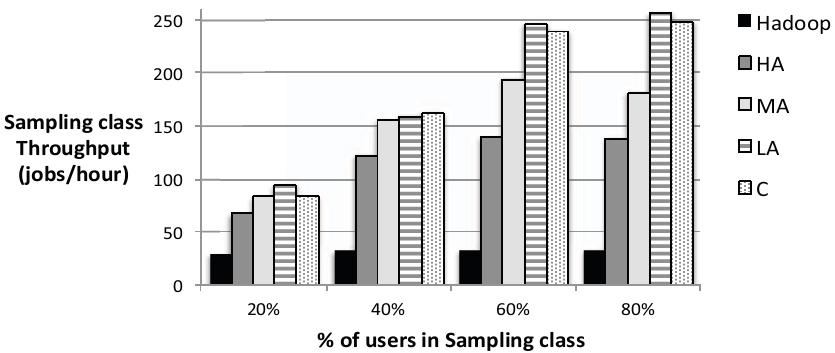 250
200
150
100
50
0
Sampling class
Throughput
(jobs/hour)
20%
40%
60%
80%
% of users in Sampling class
Hadoop
HA
MA
LA
C